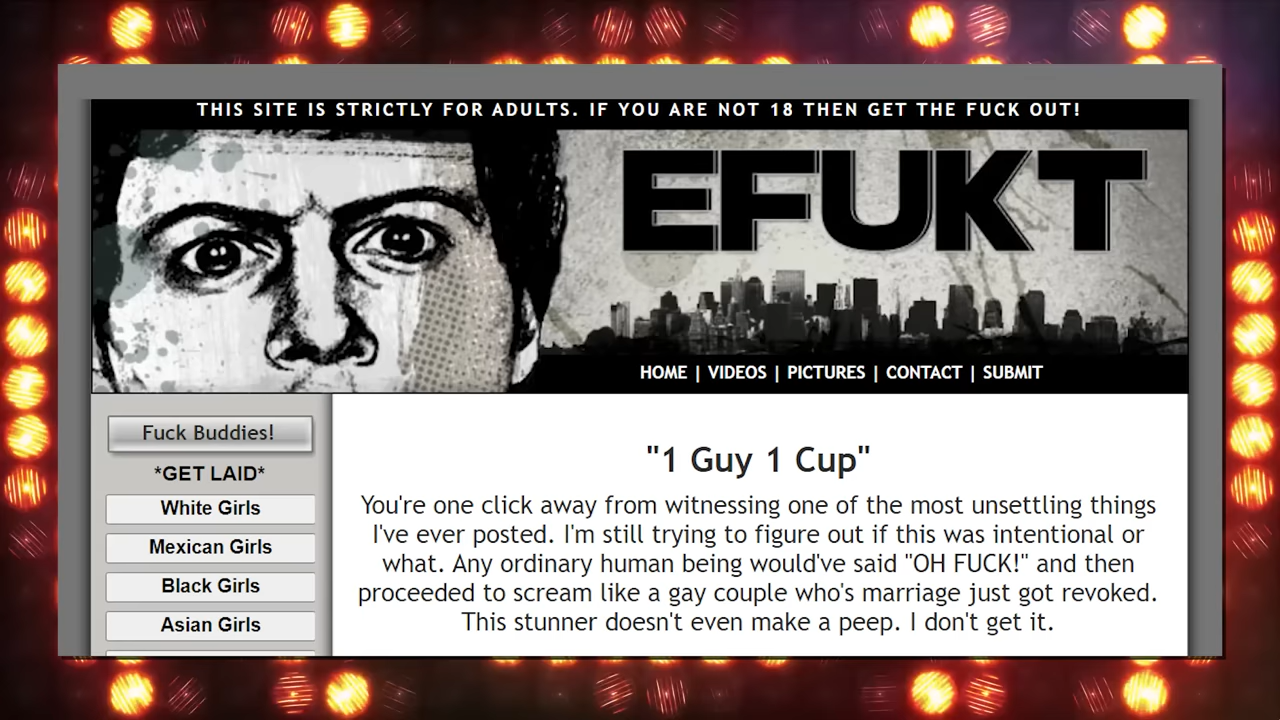 THIS SITE IS STRICTLY FOR ADULTS. IF YOU ARE NOT 18 THEN GET THE FUCK OUT!
EFUKT
HOME | VIDEOS | PICTURES | CONTACT | SUBMIT
Fuck Buddies!
*GET LAID*
White Girls
Mexican Girls
Black Girls
Asian Girls
"1 Guy 1 Cup"
You're one click away from witnessing one of the most unsettling things
I've ever posted. I'm still trying to figure out if this was intentional or
what. Any ordinary human being would've said "OH FUCK!" and then
proceeded to scream like a gay couple who's marriage just got revoked.
This stunner doesn't even make a peep. I don't get it.